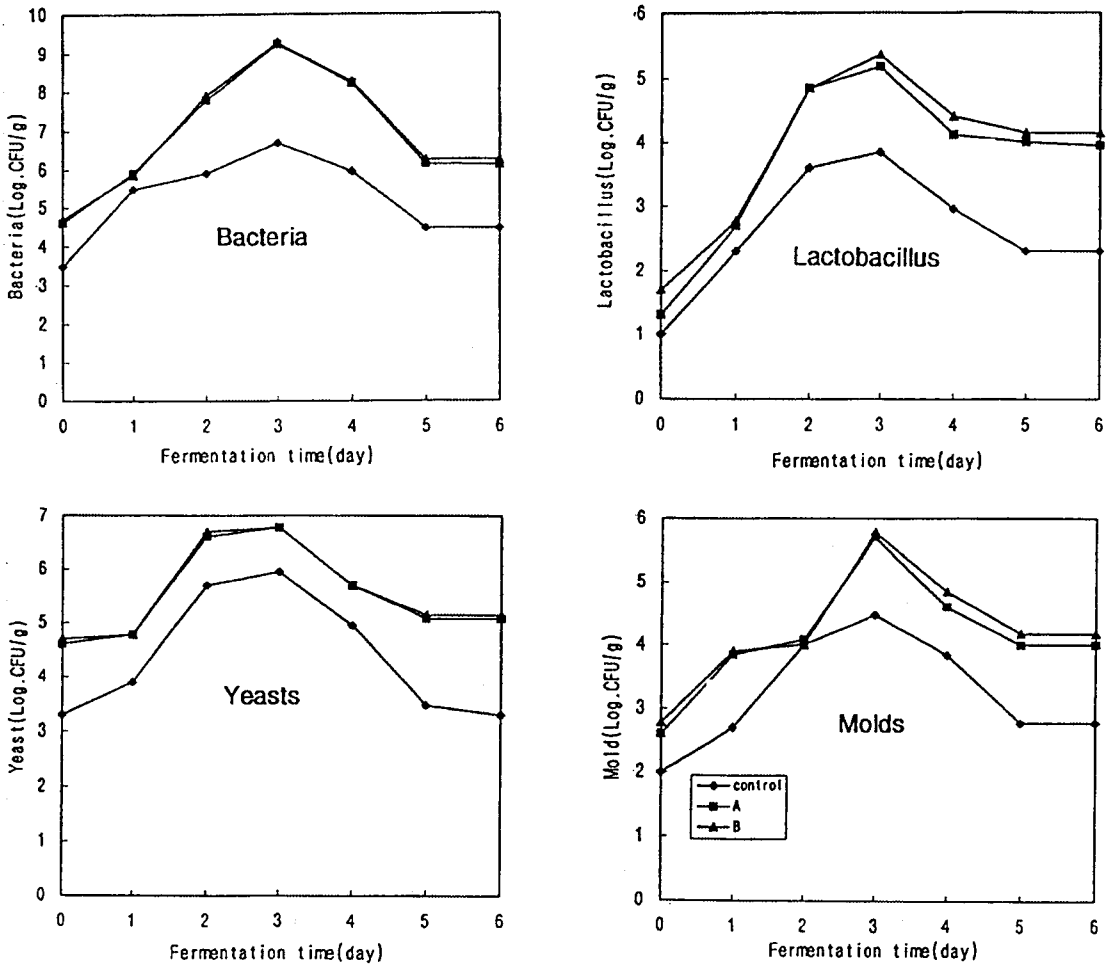 Bacteria(Log.CFU/g)
10
9
8
7
6
5
4
3
2
1
0
Bacteria
0 1 2 3 4 5 6
Fermentation time(day)
Lactobacillus(Log.CFU/g)
6
5
4
3
2
1
0
Lactobacillus
0 1 2 3 4 5 6
Fermentation time(day)
Yeast(Log.CFU/g)
7
6
5
4
3
2
1
0
Yeasts
0 1 2 3 4 5 6
Fermentation time(day)
Mold(Log.CFU/g)
6
5
4
3
2
1
0
Molds
control
A
B
0 1 2 3 4 5 6
Fermentation time(day)